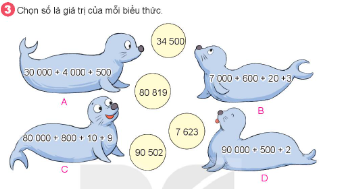 3 Chọn số là giá trị của mỗi biểu thức.
34 500
30 000 + 4 000 + 500
7 000 + 600 + 20 +3
80 819
A
B
7 623
80 000 + 800 + 10 + 9
90 000 + 500 + 2
90 502
C
D